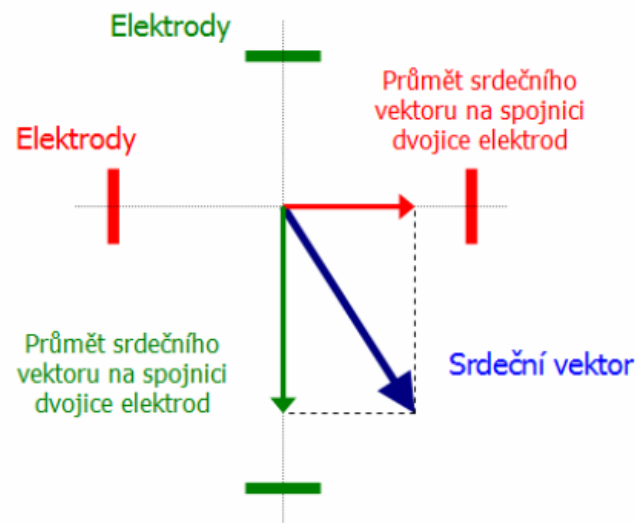 Elektrody
Průmět srdečního
vektoru na spojnici
dvojice elektrod
Elektrody
Průmět srdečního
vektoru na spojnici
dvojice elektrod
Srdeční vektor